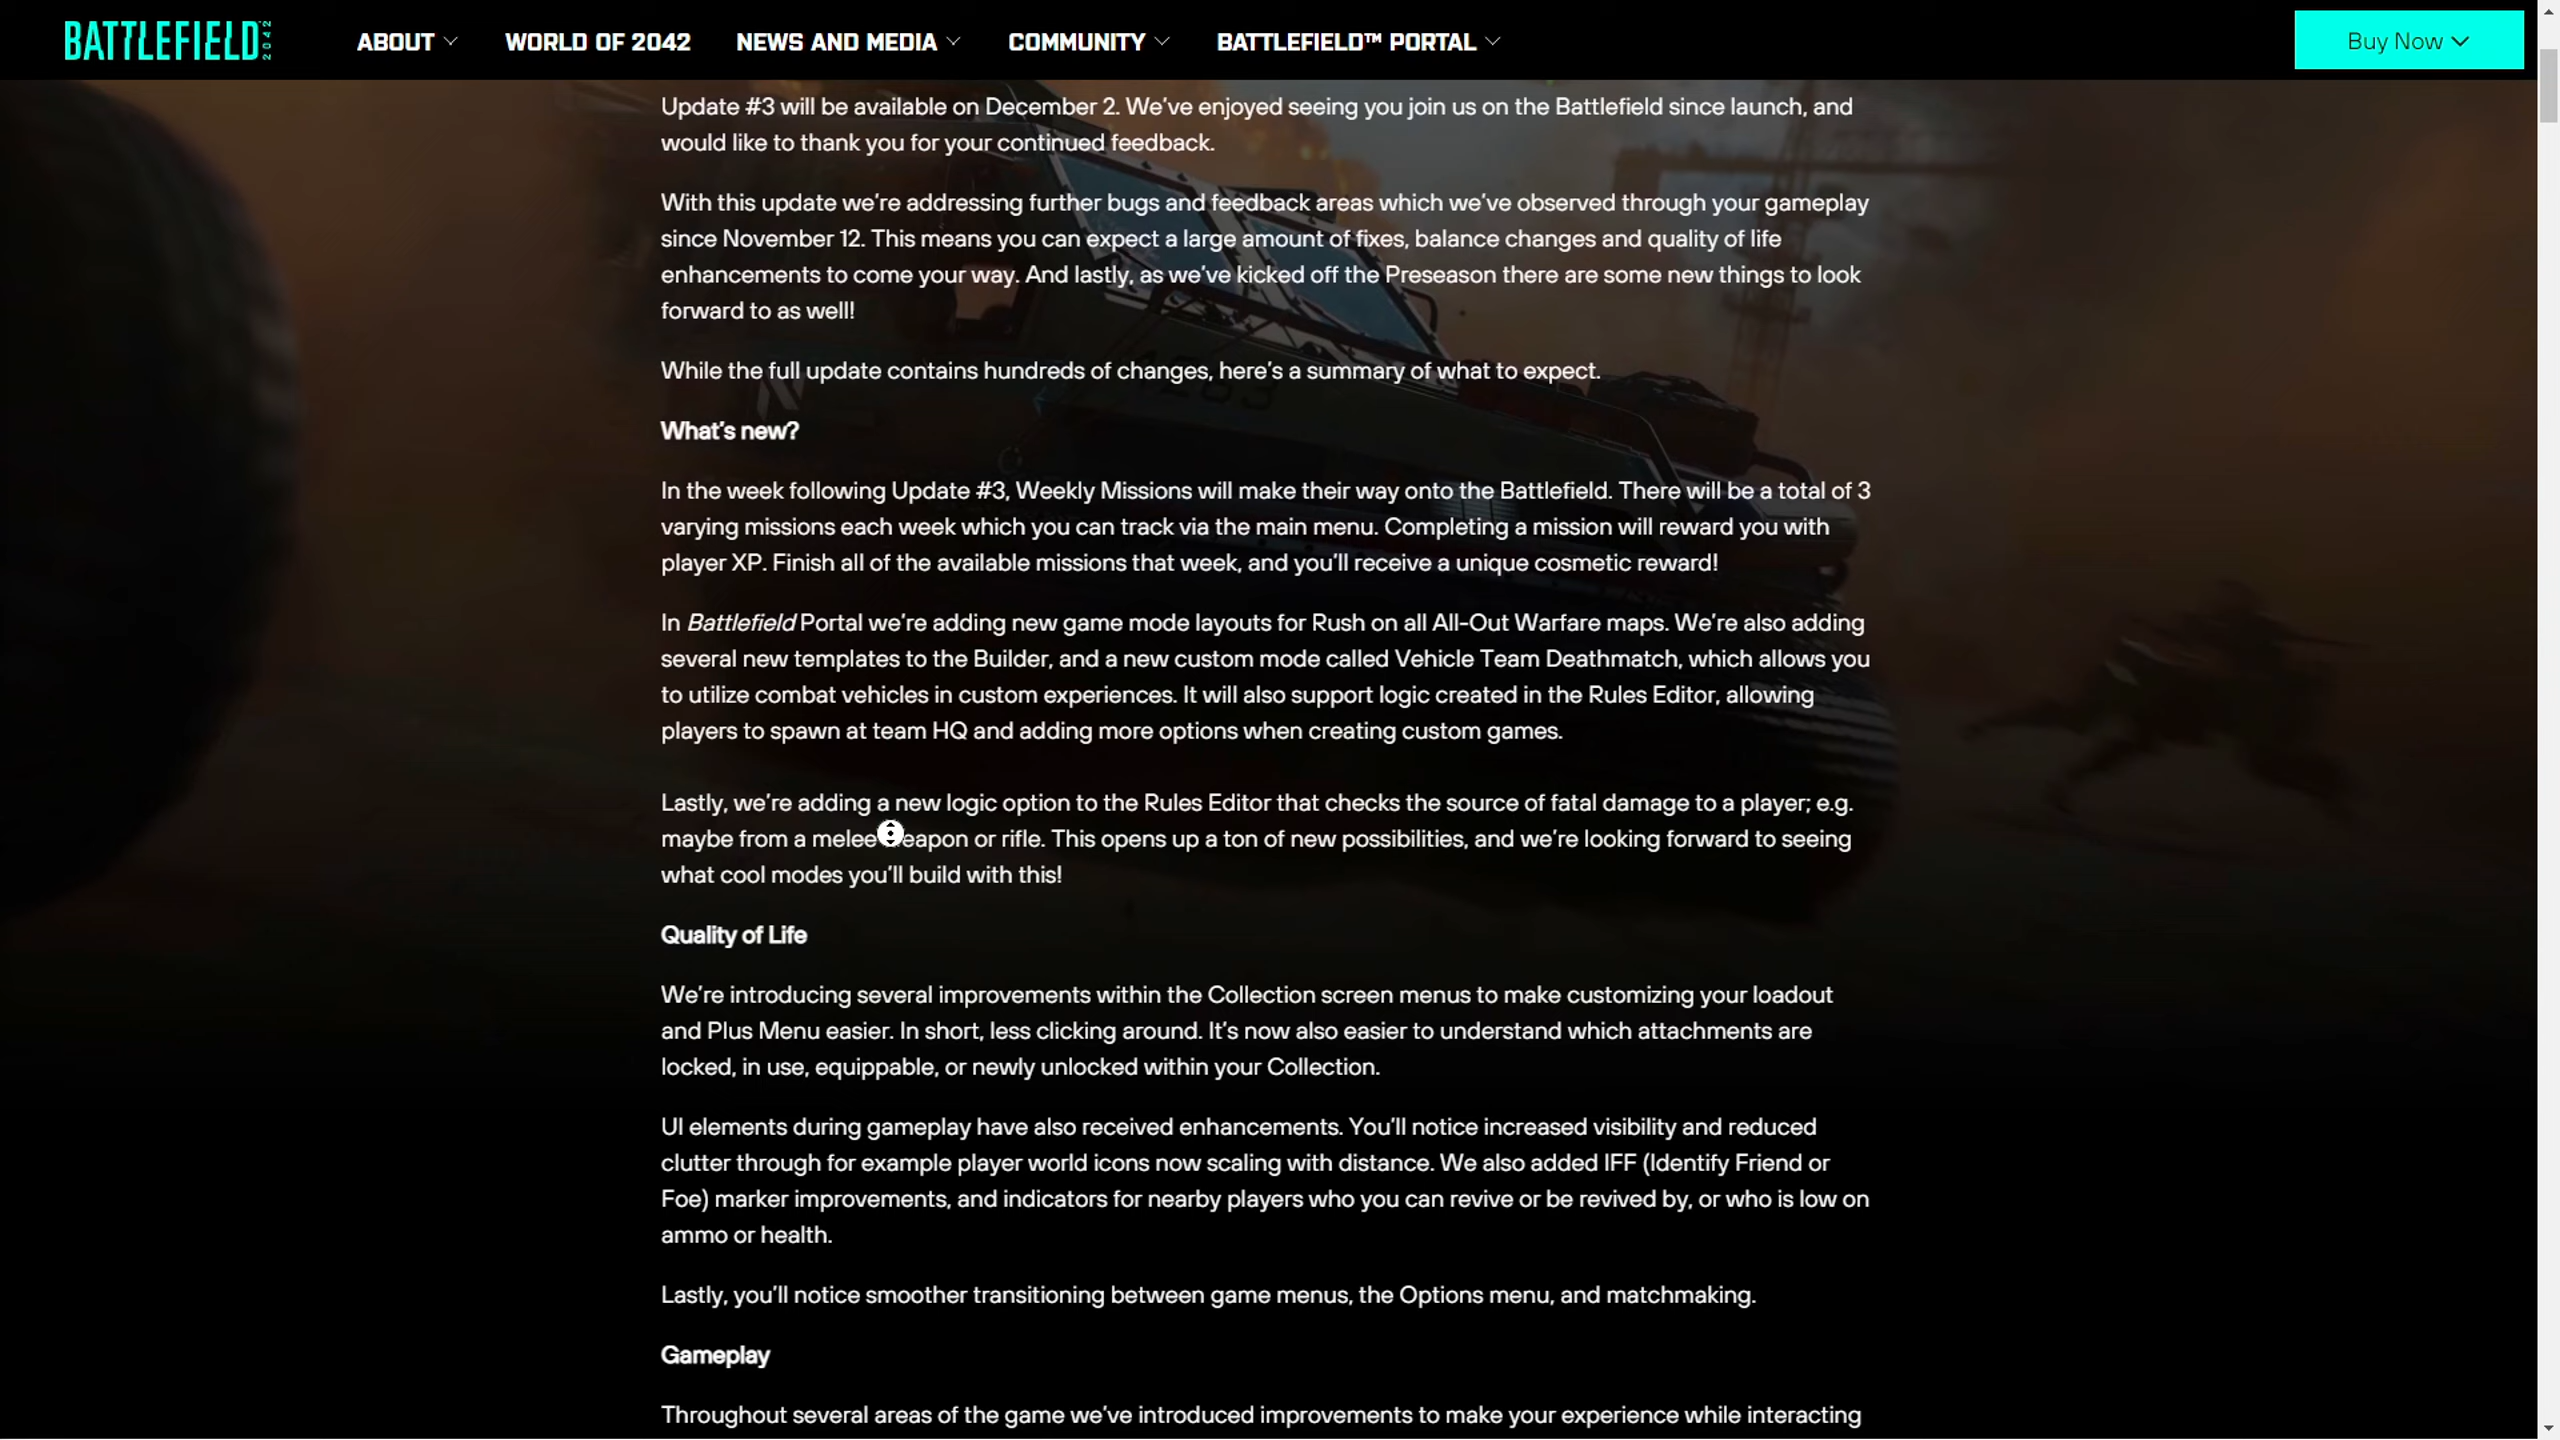 BATTLEFIELD 2042
ABOUT
WORLD OF 2042
NEWS AND MEDIA
COMMUNITY
BATTLEFIELD™ PORTAL
Buy Now
Update #3 will be available on December 2. We’ve enjoyed seeing you join us on the Battlefield since launch, and
would like to thank you for your continued feedback.
With this update we’re addressing further bugs and feedback areas which we’ve observed through your gameplay
since November 12. This means you can expect a large amount of fixes, balance changes and quality of life
enhancements to come your way. And lastly, as we’ve kicked off the Preseason there are some new things to look
forward to as well!
While the full update contains hundreds of changes, here’s a summary of what to expect.
What’s new?
In the week following Update #3, Weekly Missions will make their way onto the Battlefield. There will be a total of 3
varying missions each week which you can track via the main menu. Completing a mission will reward you with
player XP. Finish all of the available missions that week, and you’ll receive a unique cosmetic reward!
In Battlefield Portal we’re adding new game mode layouts for Rush on all All-Out Warfare maps. We’re also adding
several new templates to the Builder, and a new custom mode called Vehicle Team Deathmatch, which allows you
to utilize combat vehicles in custom experiences. It will also support logic created in the Rules Editor, allowing
players to spawn at team HQ and adding more options when creating custom games.
Lastly, we’re adding a new logic option to the Rules Editor that checks the source of fatal damage to a player; e.g.
maybe from a melee weapon or rifle. This opens up a ton of new possibilities, and we’re looking forward to seeing
what cool modes you’ll build with this!
Quality of Life
We’re introducing several improvements within the Collection screen menus to make customizing your loadout
and Plus Menu easier. In short, less clicking around. It’s now also easier to understand which attachments are
locked, in use, equippable, or newly unlocked within your Collection.
UI elements during gameplay have also received enhancements. You’ll notice increased visibility and reduced
clutter through for example player world icons now scaling with distance. We also added IFF (Identify Friend or
Foe) marker improvements, and indicators for nearby players who you can revive or be revived by, or who is low on
ammo or health.
Lastly, you’ll notice smoother transitioning between game menus, the Options menu, and matchmaking.
Gameplay
Throughout several areas of the game we’ve introduced improvements to make your experience while interacting